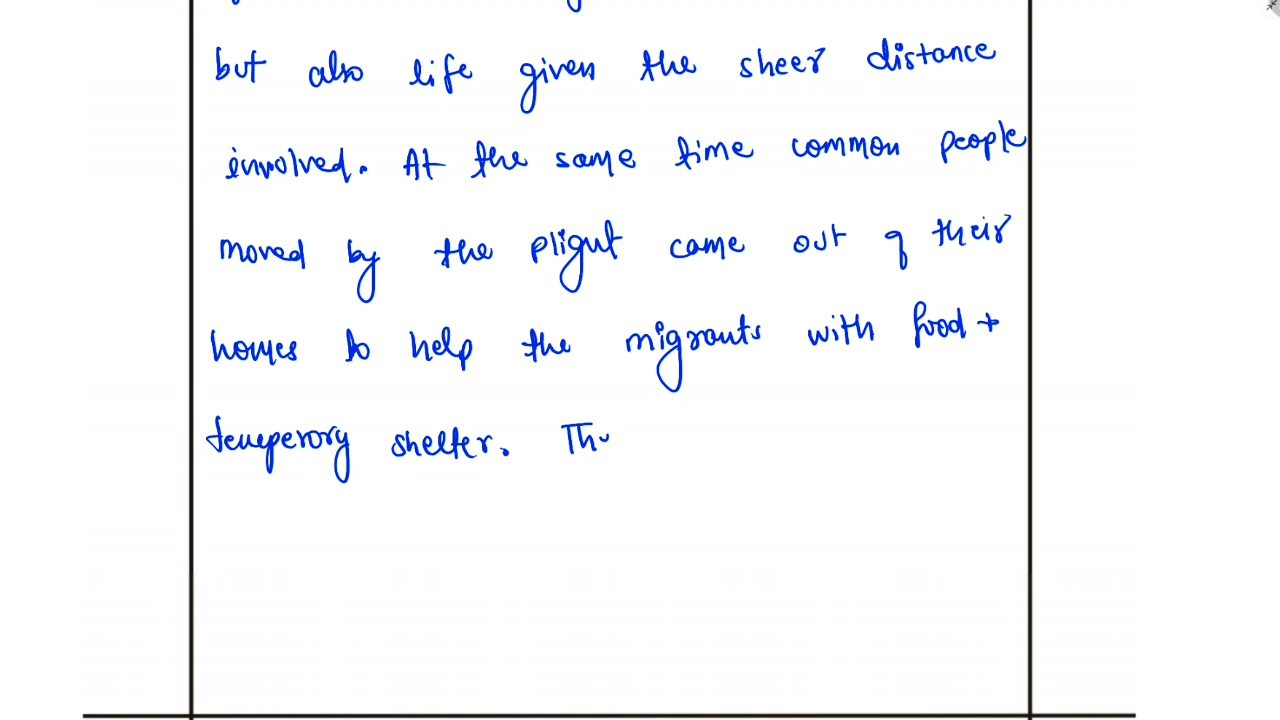 but also life given the sheer distance
involved. At the same time common people
moved by the plight came out of their
homes to help the migrants with food +
temperory shelter. Th